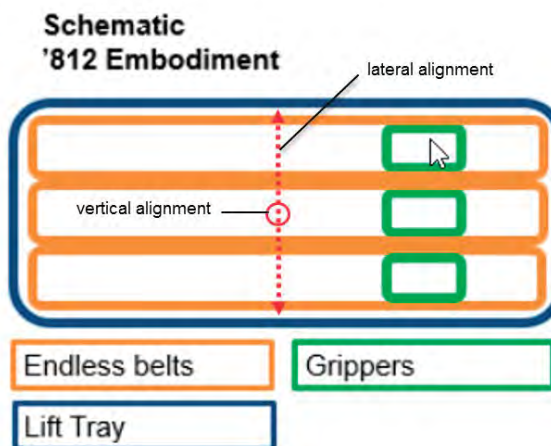 Schematic
'812 Embodiment
lateral alignment
vertical alignment
Endless belts
Grippers
Lift Tray